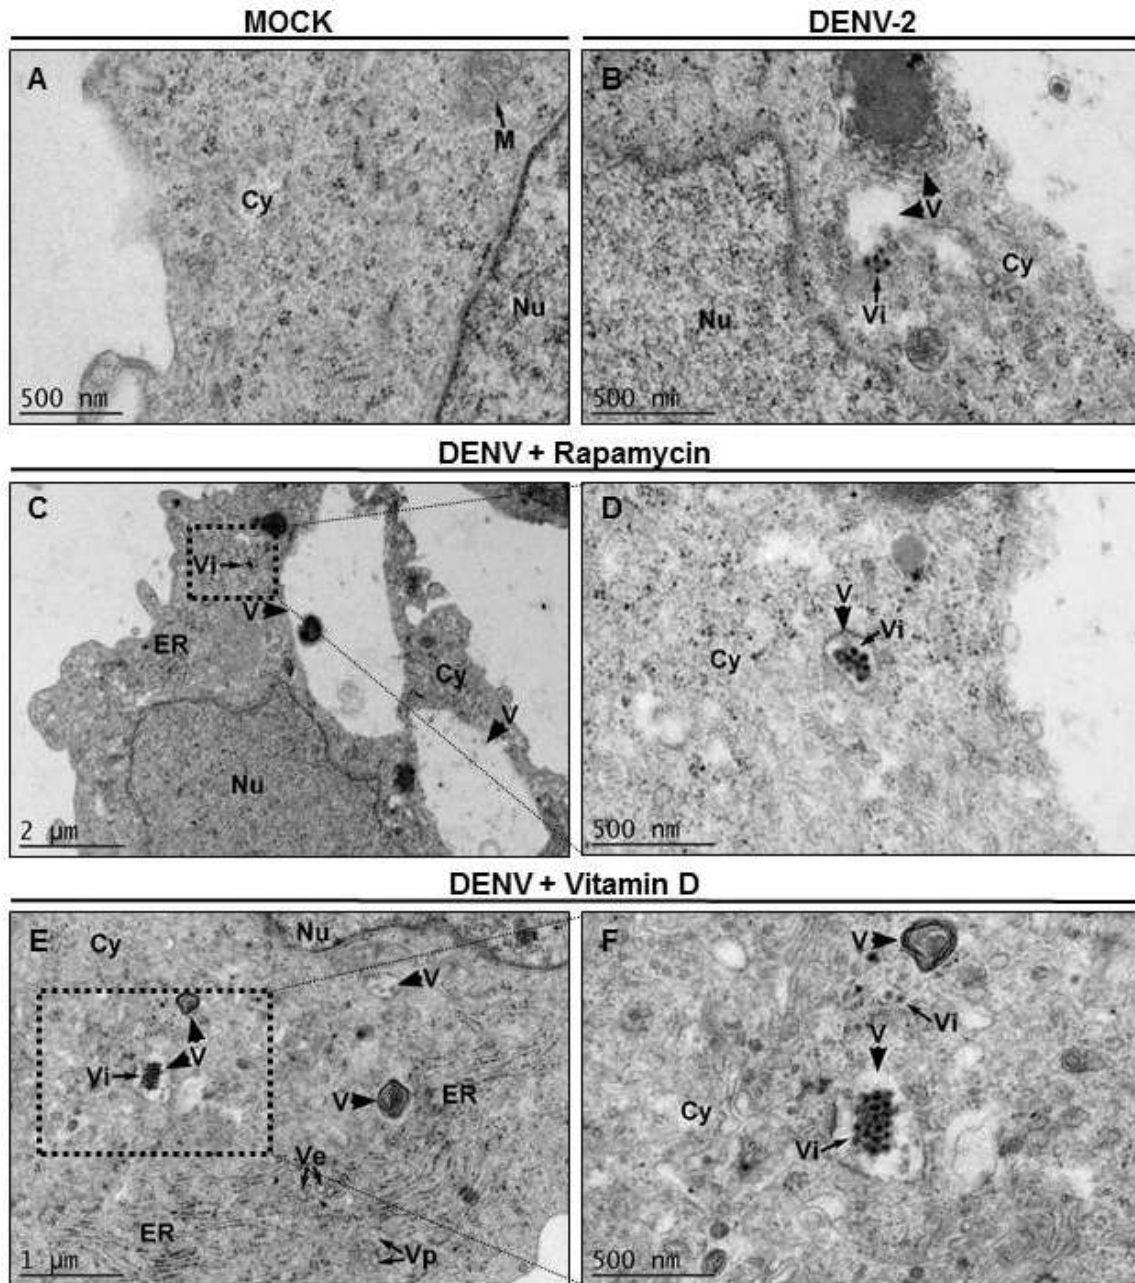 MOCK
DENV-2
A
M
Cy
Nu
500 nm
B
V
Cy
Vi
Nu
500 nm
DENV + Rapamycin
C
Vi
V
ER
Cy
V
Nu
2 µm
D
V
Vi
Cy
500 nm
DENV + Vitamin D
E
Cy
Nu
V
V
Vi
V
ER
Ve
ER
Vp
1 µm
F
V
Vi
V
Cy
Vi
500 nm